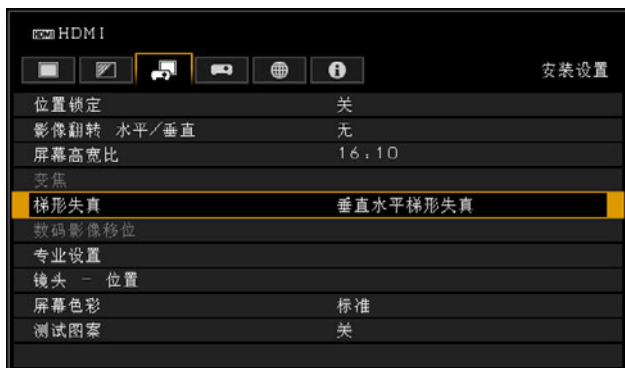 HDMI HDMI
安装设置
位置锁定 关
影像翻转 水平/垂直 无
屏幕高宽比 16:10
变焦
梯形失真 垂直水平梯形失真
数码影像移位
专业设置
镜头 - 位置
屏幕色彩 标准
测试图案 关